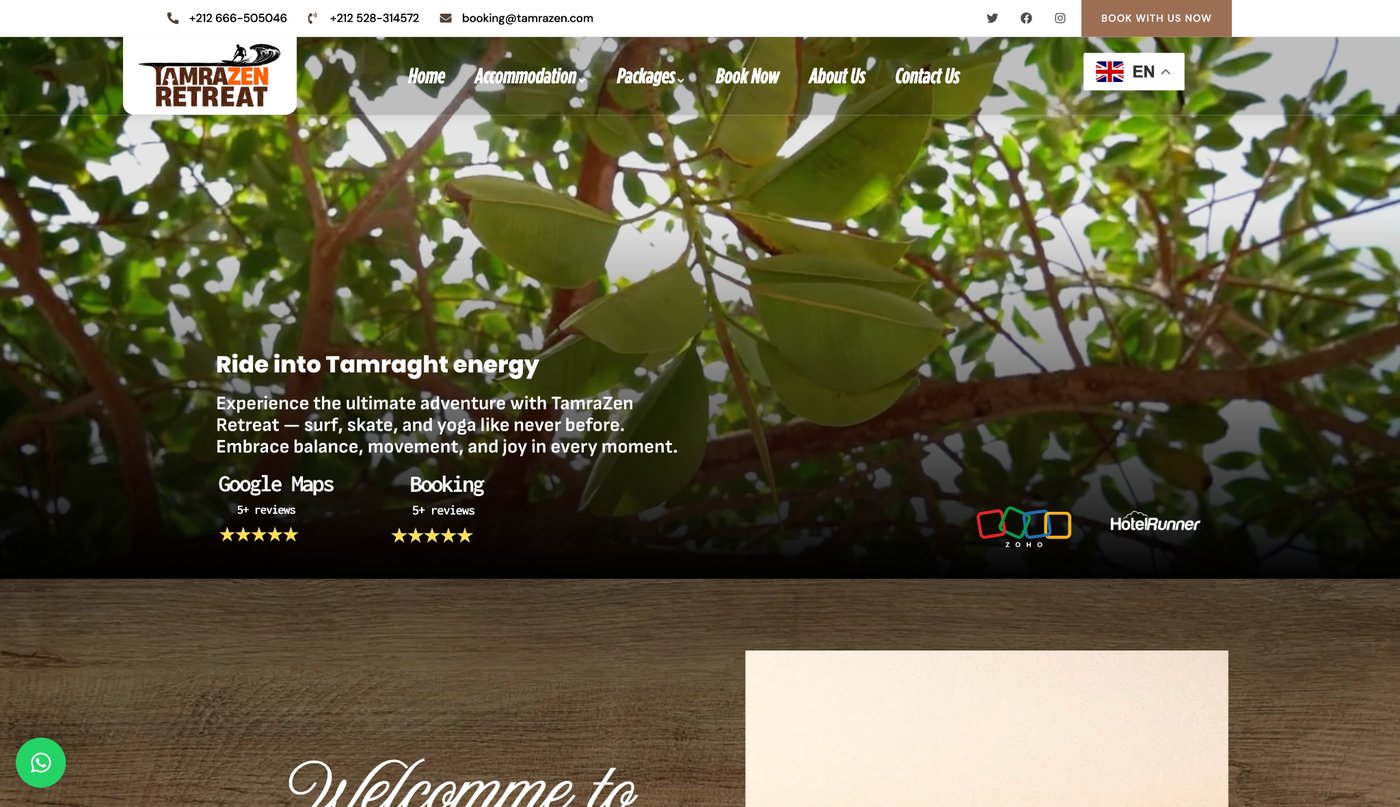 +212 666-505046
+212 528-314572
booking@tamrazen.com
BOOK WITH US NOW
TAMRAZEN
RETREAT
Home
Accommodation
Packages
Book Now
About Us
Contact Us
EN
Ride into Tamraght energy
Experience the ultimate adventure with TamraZen
Retreat — surf, skate, and yoga like never before.
Embrace balance, movement, and joy in every moment.
Google Maps
Booking
5+ reviews
5+ reviews
ZOHO
HotelRunner
Welcomme to